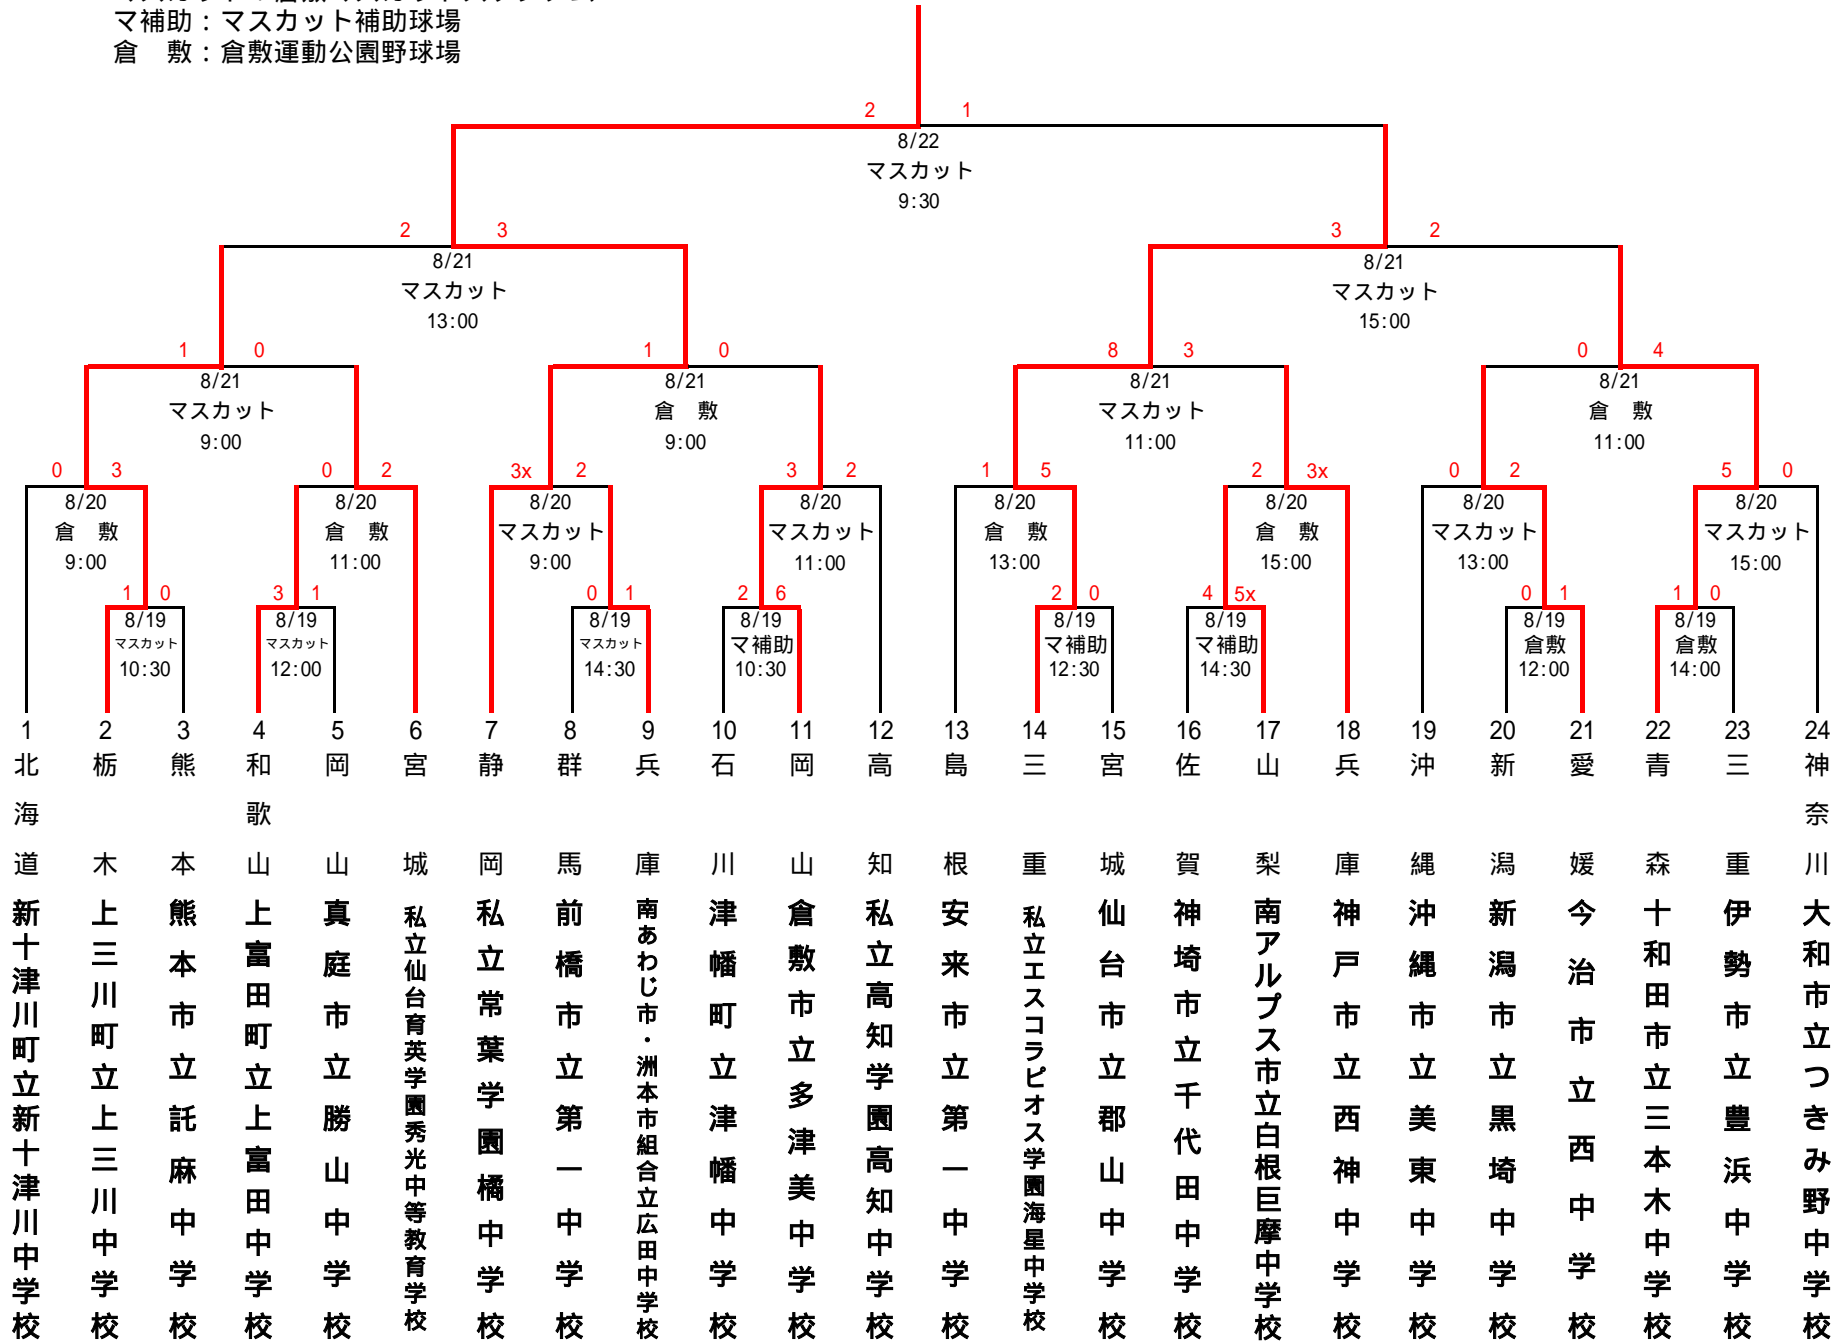 マ補助：マスカット補助球場
倉　敷：倉敷運動公園野球場
2 1
8/22
マスカット
9:30
2 3
8/21
マスカット
13:00
3 2
8/21
マスカット
15:00
1 0
8/21
マスカット
9:00
1 0
8/21
倉　敷
9:00
8 3
8/21
マスカット
11:00
0 4
8/21
倉　敷
11:00
0 3
8/20
倉　敷
9:00
0 2
8/20
倉　敷
11:00
3x 2
8/20
マスカット
9:00
3 2
8/20
マスカット
11:00
1 5
8/20
倉　敷
13:00
2 3x
8/20
倉　敷
15:00
0 2
8/20
マスカット
13:00
5 0
8/20
マスカット
15:00
1 0
8/19
マスカット
10:30
3 1
8/19
マスカット
12:00
0 1
8/19
マスカット
14:30
2 6
8/19
マ補助
10:30
2 0
8/19
マ補助
12:30
4 5x
8/19
マ補助
14:30
0 1
8/19
倉敷
12:00
1 0
8/19
倉敷
14:00
1 北海道 新十津川町立新十津川中学校
2 栃木 上三川町立上三川中学校
3 熊本 熊本市立託麻中学校
4 和歌山 上富田町立上富田中学校
5 岡山 真庭市立勝山中学校
6 宮城 私立仙台育英学園秀光中等教育学校
7 静岡 私立常葉学園橘中学校
8 群馬 前橋市立第一中学校
9 兵庫 南あわじ市・洲本市組合立広田中学校
10 石川 津幡町立津幡中学校
11 岡山 倉敷市立多津美中学校
12 高知 私立高知学園高知中学校
13 島根 安来市立第一中学校
14 三重 私立エスコラピオス学園海星中学校
15 宮城 仙台市立郡山中学校
16 佐賀 神埼市立千代田中学校
17 山梨 南アルプス市立白根巨摩中学校
18 兵庫 神戸市立西神中学校
19 沖縄 沖縄市立美東中学校
20 新潟 新潟市立黒埼中学校
21 愛媛 今治市立西中学校
22 青森 十和田市立三本木中学校
23 三重 伊勢市立豊浜中学校
24 神奈川 大和市立つきみ野中学校